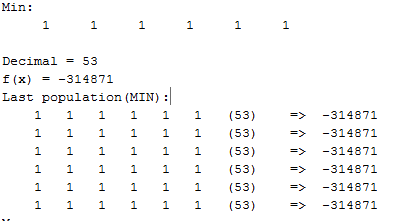 Min:
1 1 1 1 1 1
Decimal = 53
f(x) = -314871
Last population(MIN):
1 1 1 1 1 1 (53) => -314871
1 1 1 1 1 1 (53) => -314871
1 1 1 1 1 1 (53) => -314871
1 1 1 1 1 1 (53) => -314871
1 1 1 1 1 1 (53) => -314871
1 1 1 1 1 1 (53) => -314871